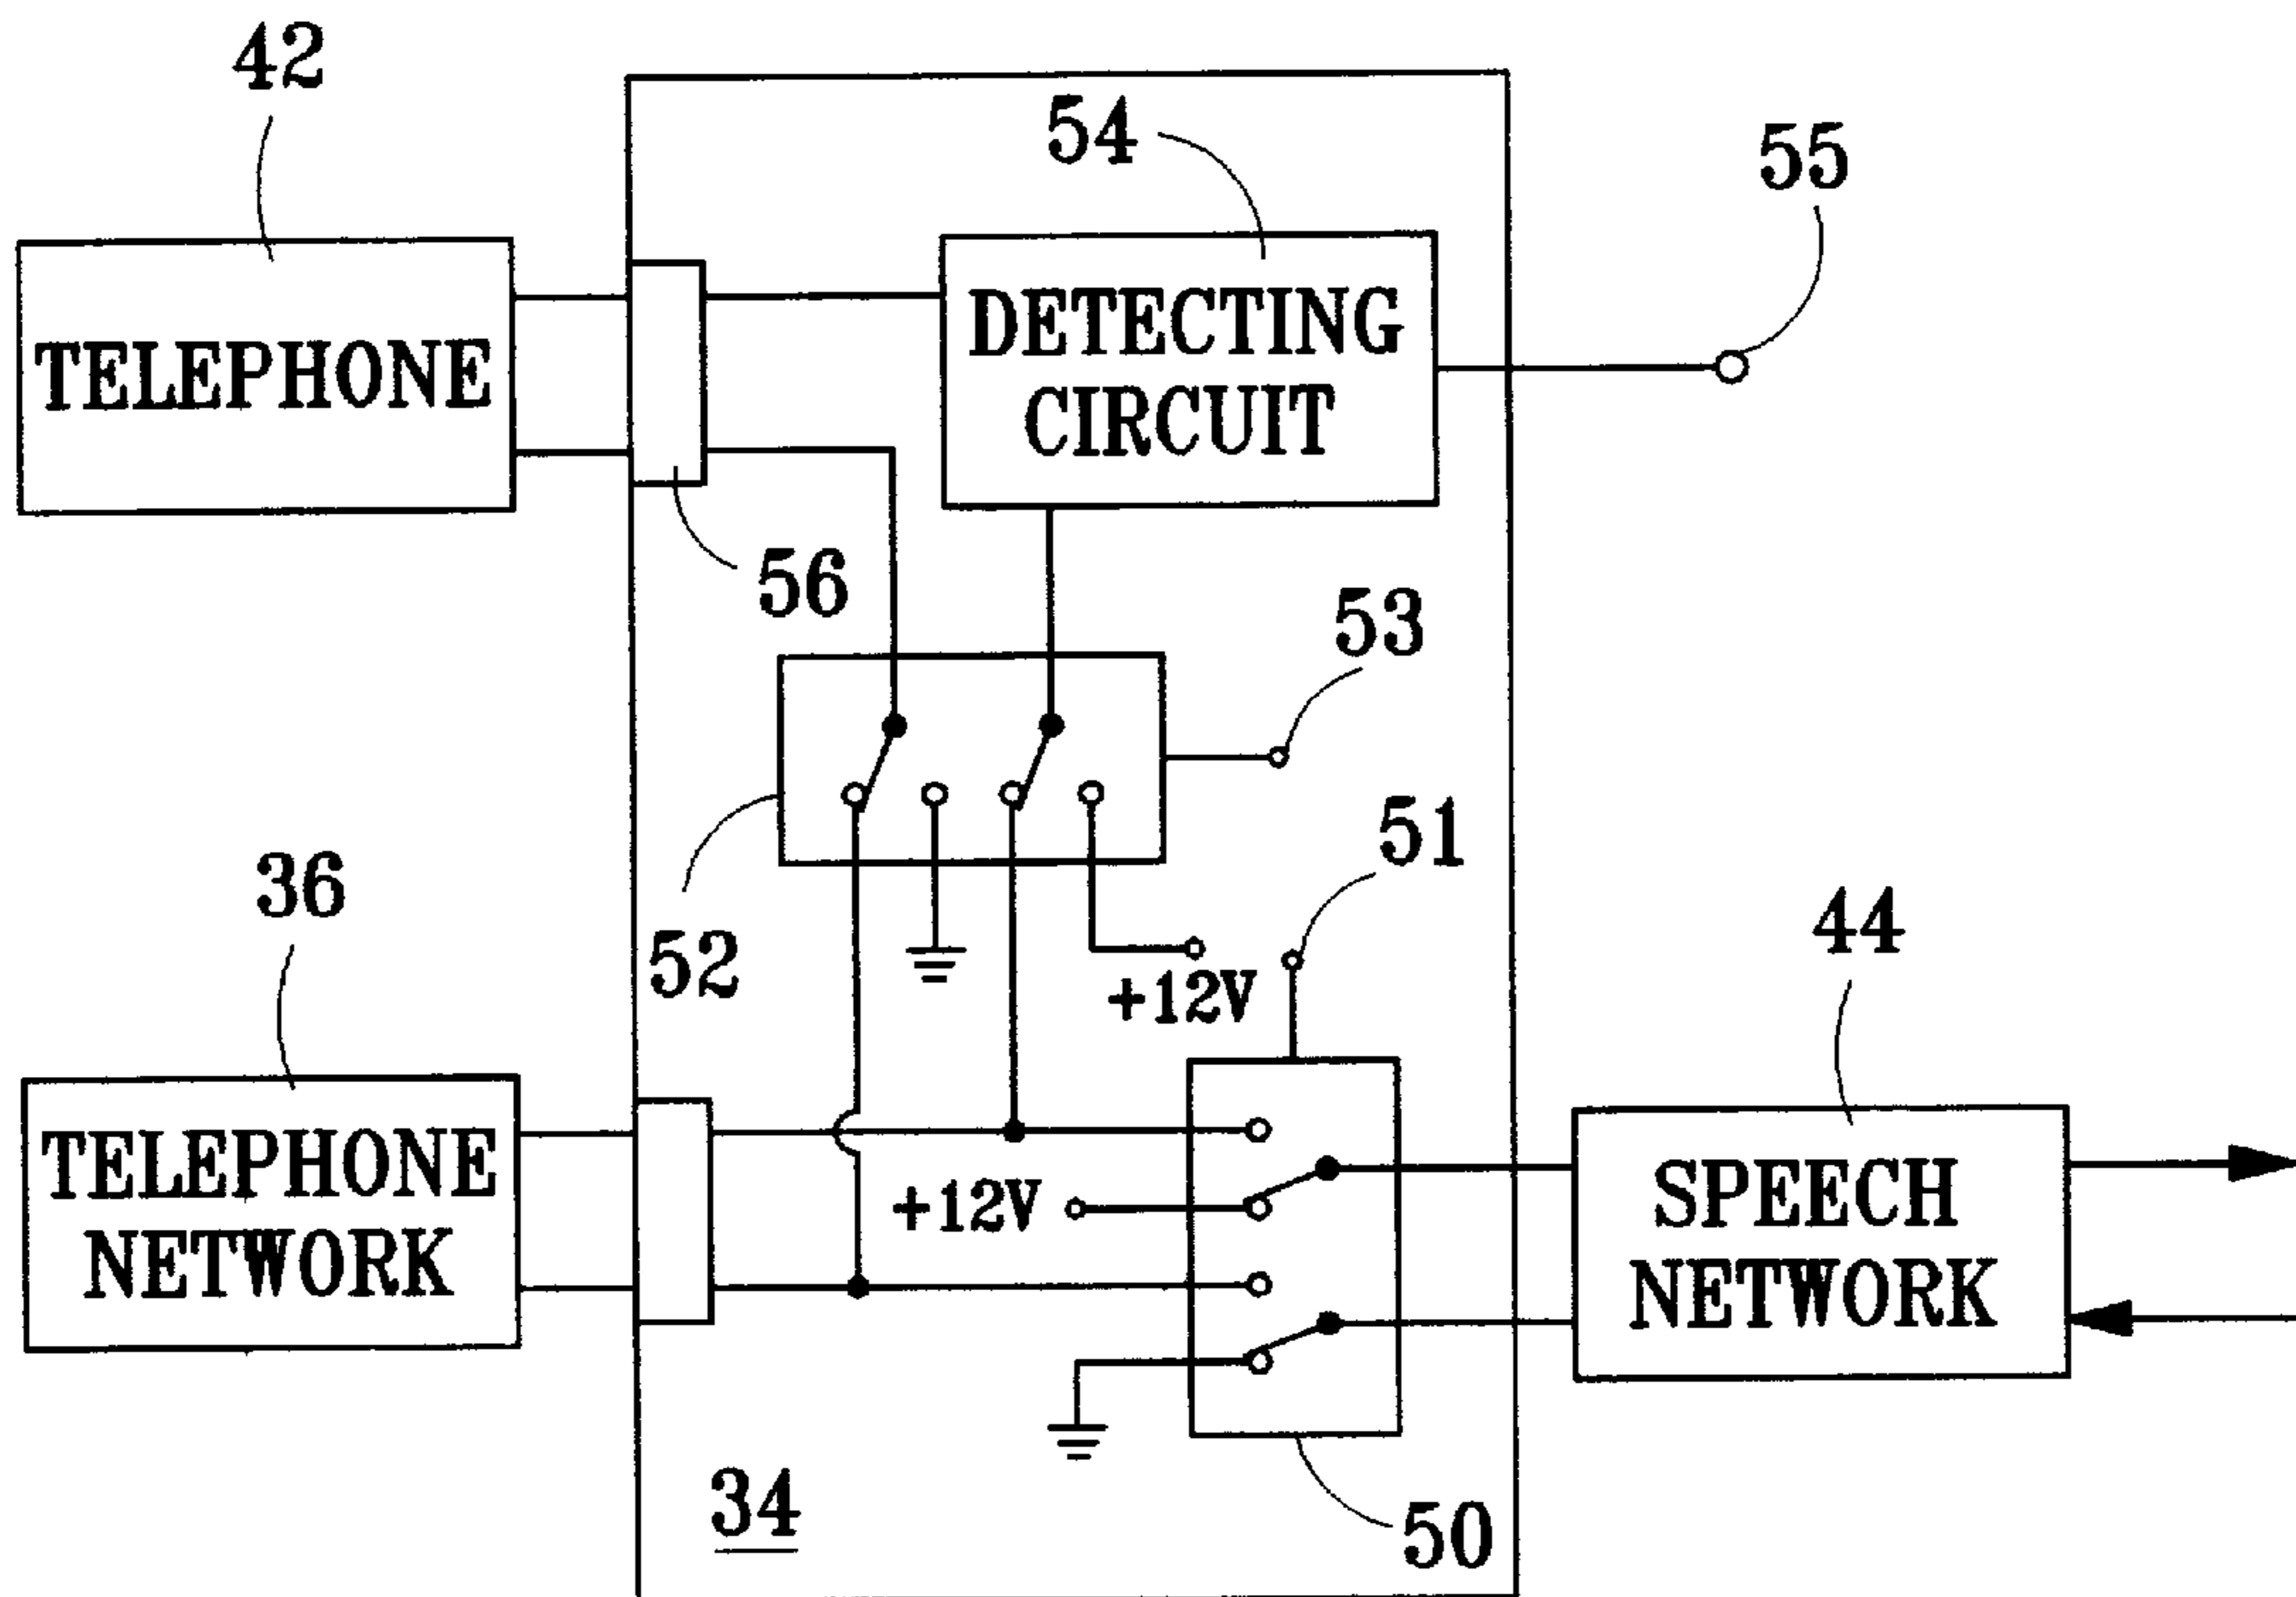 42
54
55
TELEPHONE
DETECTING
CIRCUIT
56
53
52
51
36
44
+12V
TELEPHONE
NETWORK
+12V
SPEECH
NETWORK
34
50